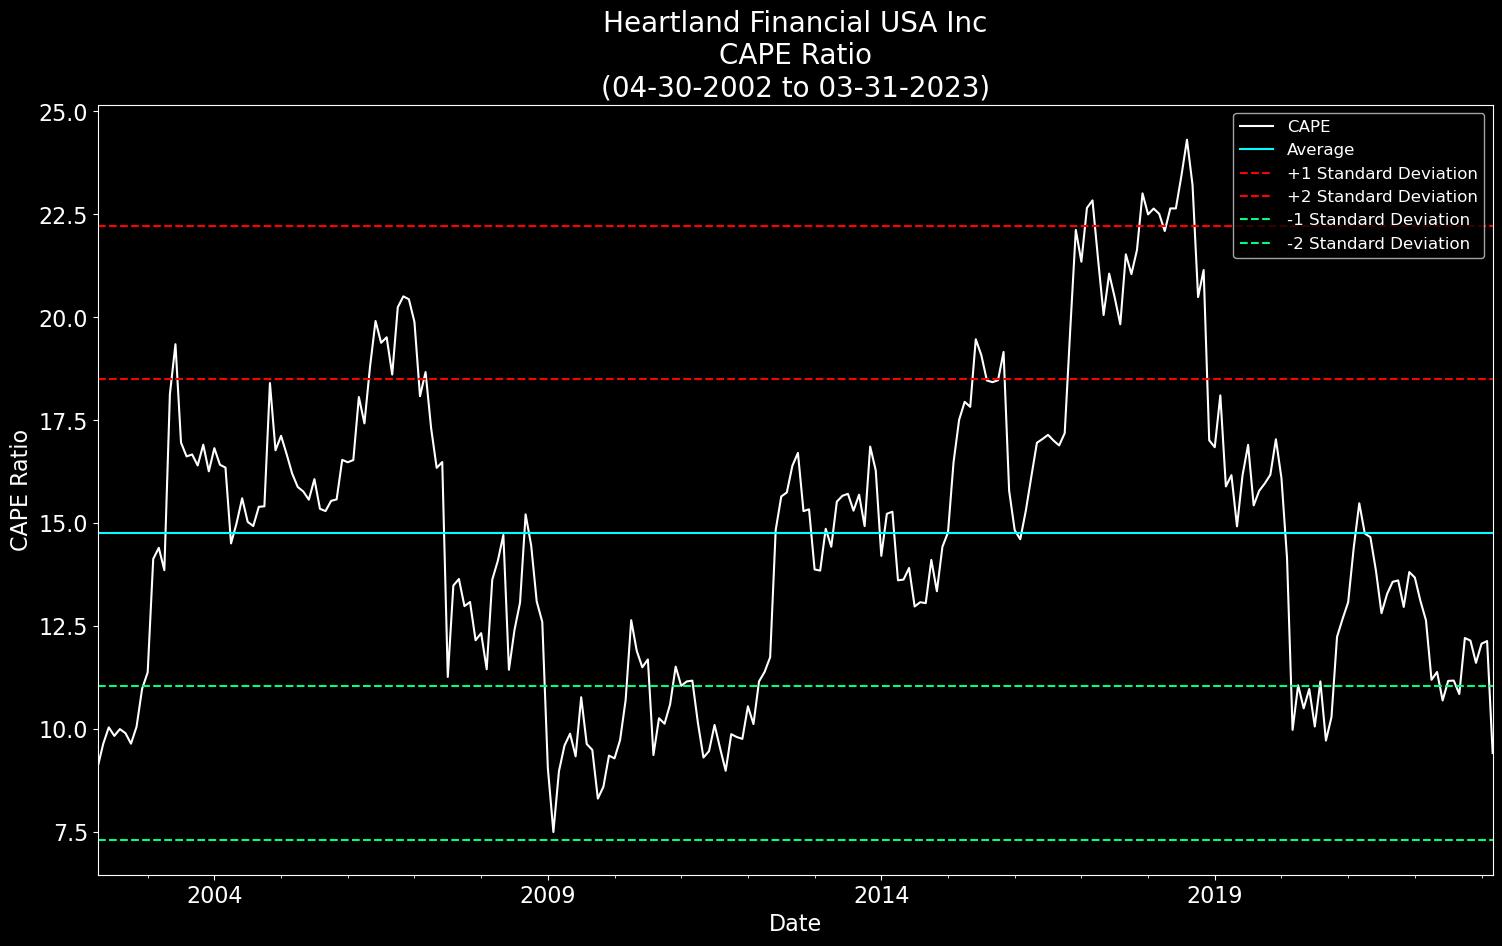 Heartland Financial USA Inc
CAPE Ratio
(04-30-2002 to 03-31-2023)
25.0
22.5
20.0
17.5
15.0
12.5
10.0
7.5
CAPE Ratio
CAPE
Average
+1 Standard Deviation
+2 Standard Deviation
-1 Standard Deviation
-2 Standard Deviation
2004 2009 2014 2019
Date